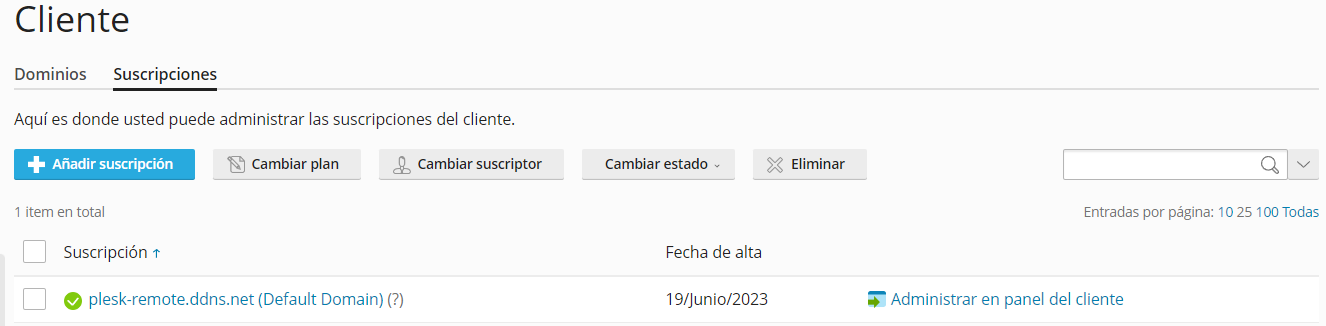 Cliente
Dominios Suscripciones
Aquí es donde usted puede administrar las suscripciones del cliente.
Añadir suscripción Cambiar plan Cambiar suscriptor Cambiar estado Eliminar
1 item en total Entradas por página: 10 25 100 Todas
Suscripción ↑ Fecha de alta
plesk-remote.ddns.net (Default Domain) (?) 19/Junio/2023 Administrar en panel del cliente